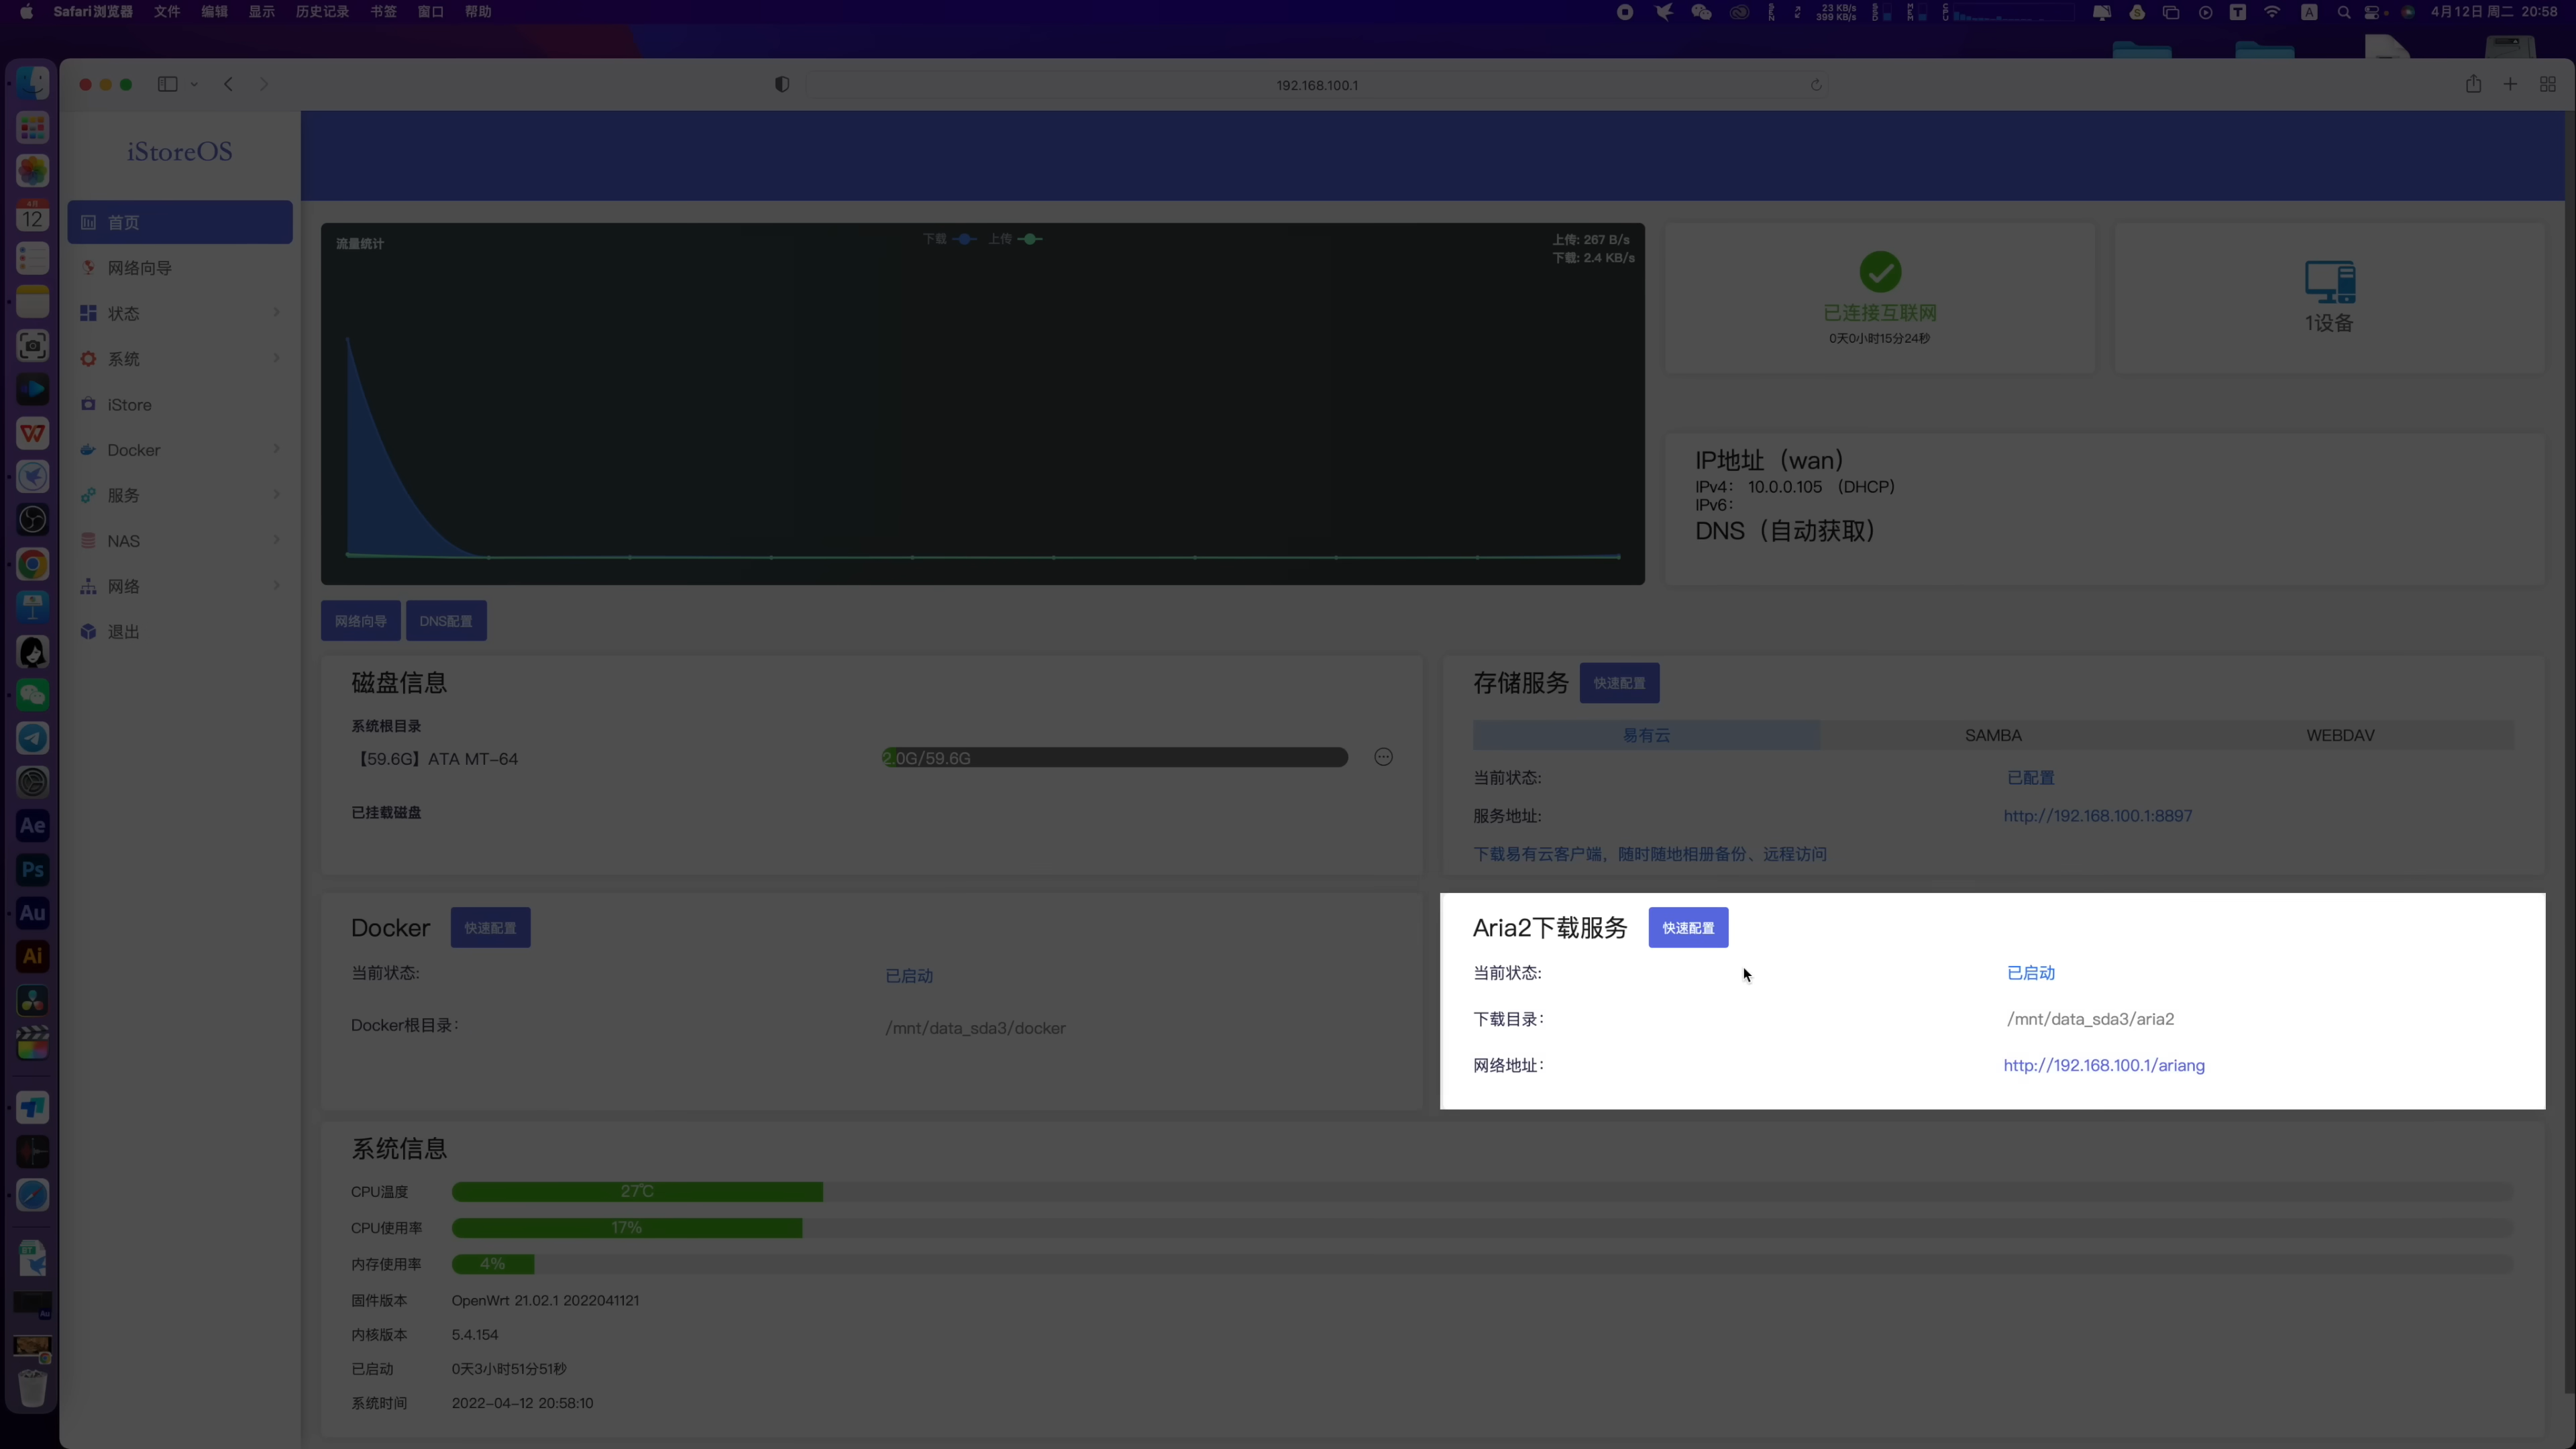 Safari浏览器 文件 编辑 显示 历史记录 书签 窗口 帮助
23 KB/s
399 KB/s
4月12日 周二 20:58
192.168.100.1
iStoreOS
首页
网络向导
状态
系统
iStore
Docker
服务
NAS
网络
退出
流量统计
下载 上传
上传: 267 B/s
下载: 2.4 KB/s
已连接互联网
0天0小时15分24秒
1设备
IP地址（wan）
IPv4： 10.0.0.105 （DHCP）
IPv6：
DNS（自动获取）
网络向导 DNS配置
磁盘信息
系统根目录
【59.6G】ATA MT-64
2.0G/59.6G
已挂载磁盘
存储服务 快速配置
易有云 SAMBA WEBDAV
当前状态: 已配置
服务地址: http://192.168.100.1:8897
下载易有云客户端，随时随地相册备份、远程访问
Docker 快速配置
当前状态: 已启动
Docker根目录： /mnt/data_sda3/docker
Aria2下载服务 快速配置
当前状态: 已启动
下载目录： /mnt/data_sda3/aria2
网络地址： http://192.168.100.1/ariang
系统信息
CPU温度 27℃
CPU使用率 17%
内存使用率 4%
固件版本 OpenWrt 21.02.1 2022041121
内核版本 5.4.154
已启动 0天3小时51分51秒
系统时间 2022-04-12 20:58:10
4月
12
Ae
Ps
Au
Ai